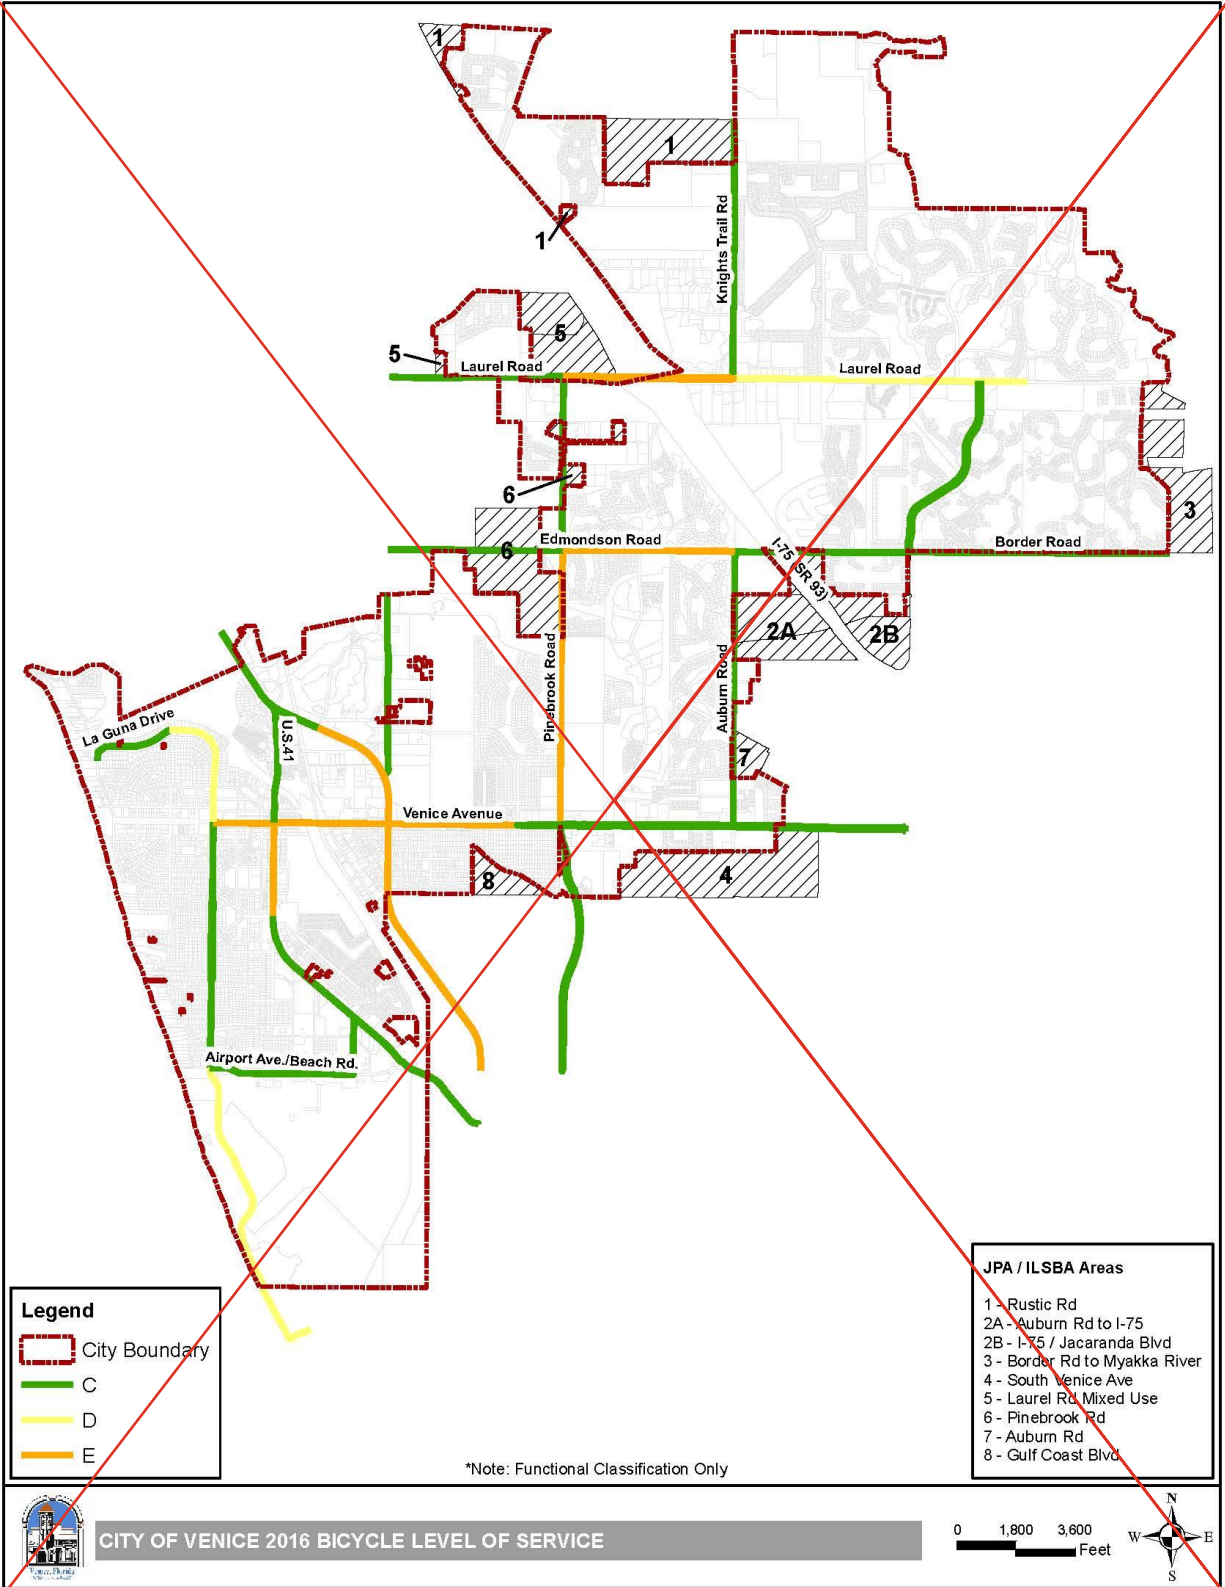 1
1
1
Knights Trail Rd
5
5
Laurel Road
Laurel Road
6
3
6
Edmondson Road
I-75 (SR 93)
Border Road
2A
2B
Pinebrook Road
Auburn Road
La Guna Drive
U.S.41
7
Venice Avenue
8
4
Airport Ave./Beach Rd.
JPA / ILSBA Areas
1 - Rustic Rd
2A - Auburn Rd to I-75
2B - I-75 / Jacaranda Blvd
3 - Border Rd to Myakka River
4 - South Venice Ave
5 - Laurel Rd Mixed Use
6 - Pinebrook Rd
7 - Auburn Rd
8 - Gulf Coast Blvd
Legend
City Boundary
C
D
E
*Note: Functional Classification Only
CITY OF VENICE 2016 BICYCLE LEVEL OF SERVICE
Venice, Florida
0 1,800 3,600
Feet
N
W E
S